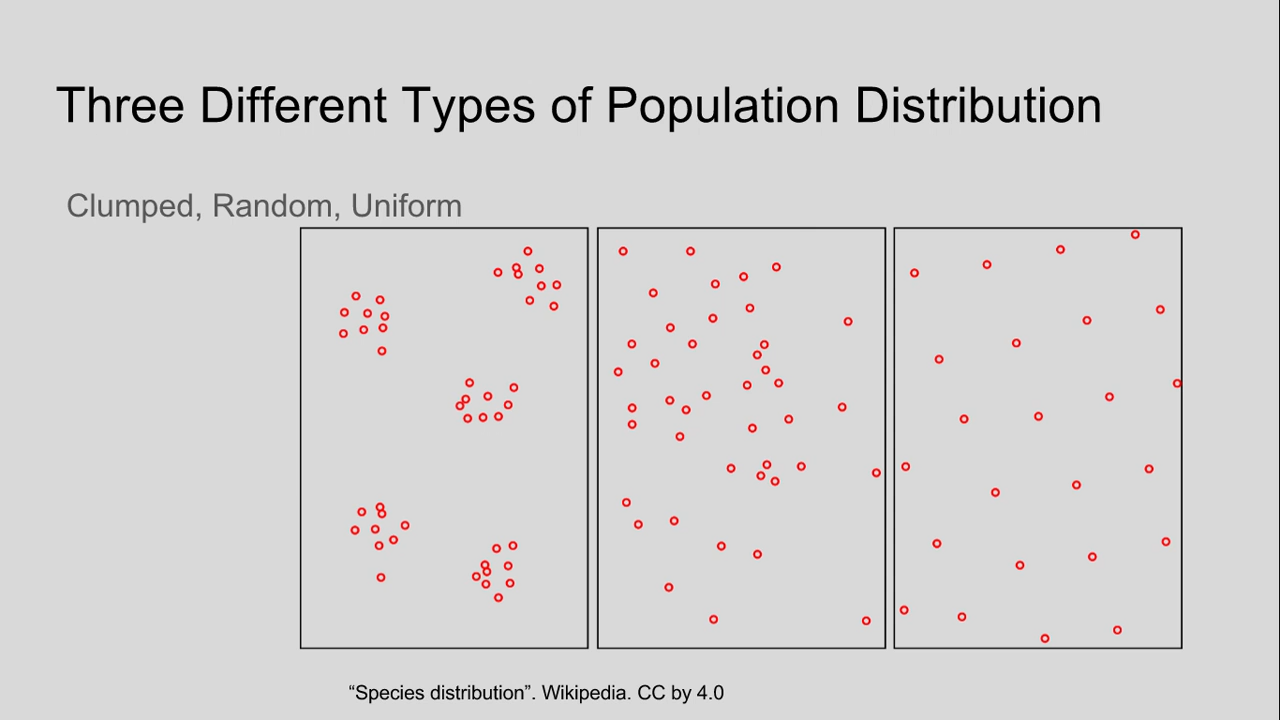 Three Different Types of Population Distribution
Clumped, Random, Uniform
“Species distribution”. Wikipedia. CC by 4.0